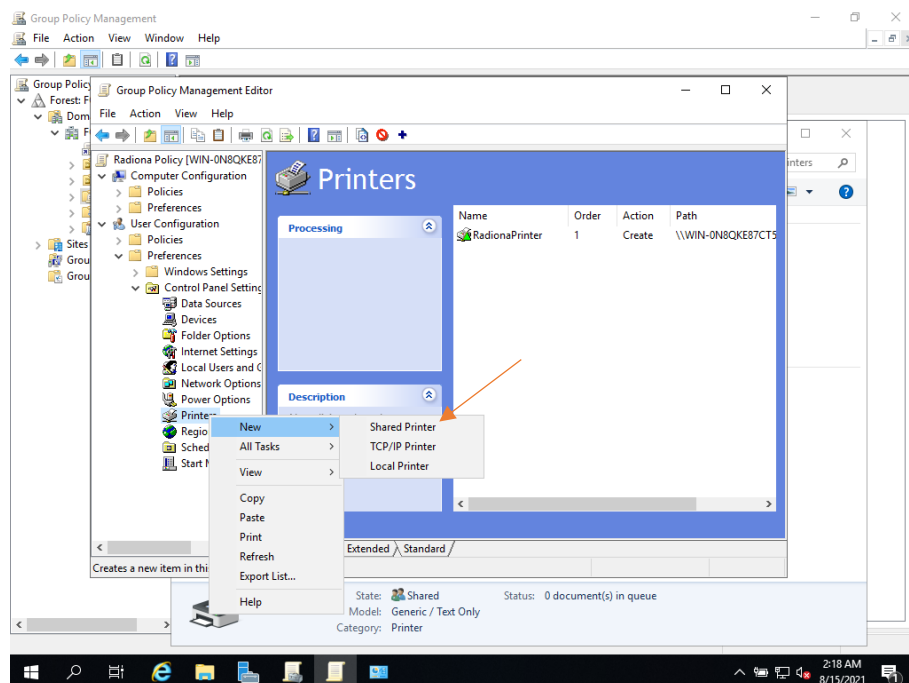 Group Policy Management
File Action View Window Help
Group Policy
Forest: F
Dom
F
Sites
Grou
Grou
Group Policy Management Editor
File Action View Help
Radiona Policy [WIN-0N8QKE87
Computer Configuration
Policies
Preferences
User Configuration
Policies
Preferences
Windows Settings
Control Panel Setting
Data Sources
Devices
Folder Options
Internet Settings
Local Users and G
Network Options
Power Options
Printers
Regio
Sched
Start M
Printers
Processing
Description
Name Order Action Path
RadionaPrinter 1 Create \\WIN-0N8QKE87CT5
New
All Tasks
View
Copy
Paste
Print
Refresh
Export List...
Help
Shared Printer
TCP/IP Printer
Local Printer
Extended Standard
Creates a new item in thi
inters
State: Shared Status: 0 document(s) in queue
Model: Generic / Text Only
Category: Printer
2:18 AM
8/15/2021